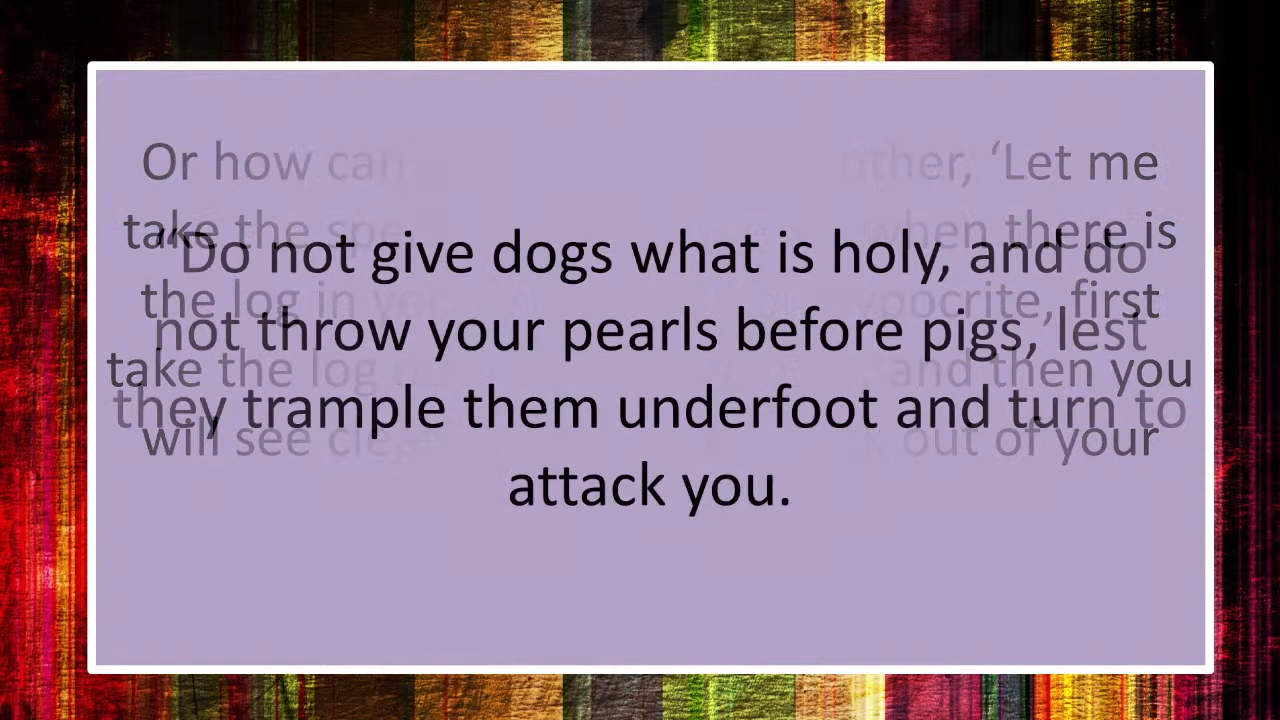 Or how can ‘Let me
take the when there is
the log in first
take the log and then you
will see out of your
“Do not give dogs what is holy, and do
not throw your pearls before pigs, lest
they trample them underfoot and turn to
attack you.